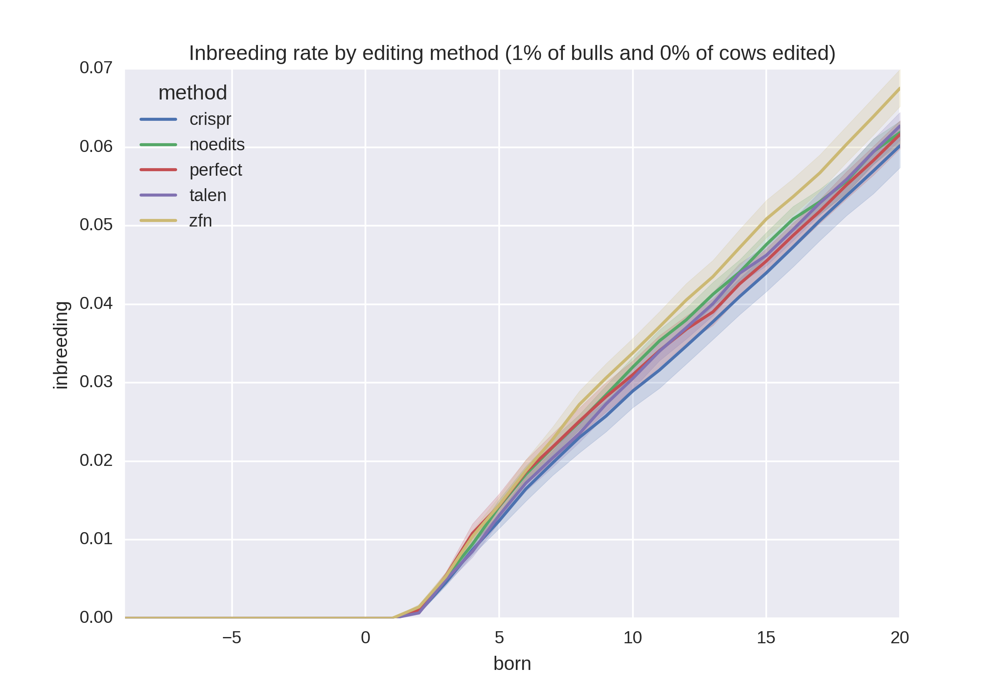 Inbreeding rate by editing method (1% of bulls and 0% of cows edited)
0.07
0.06
0.05
0.04
0.03
0.02
0.01
0.00
inbreeding
method
crispr
noedits
perfect
talen
zfn
−5 0 5 10 15 20
born